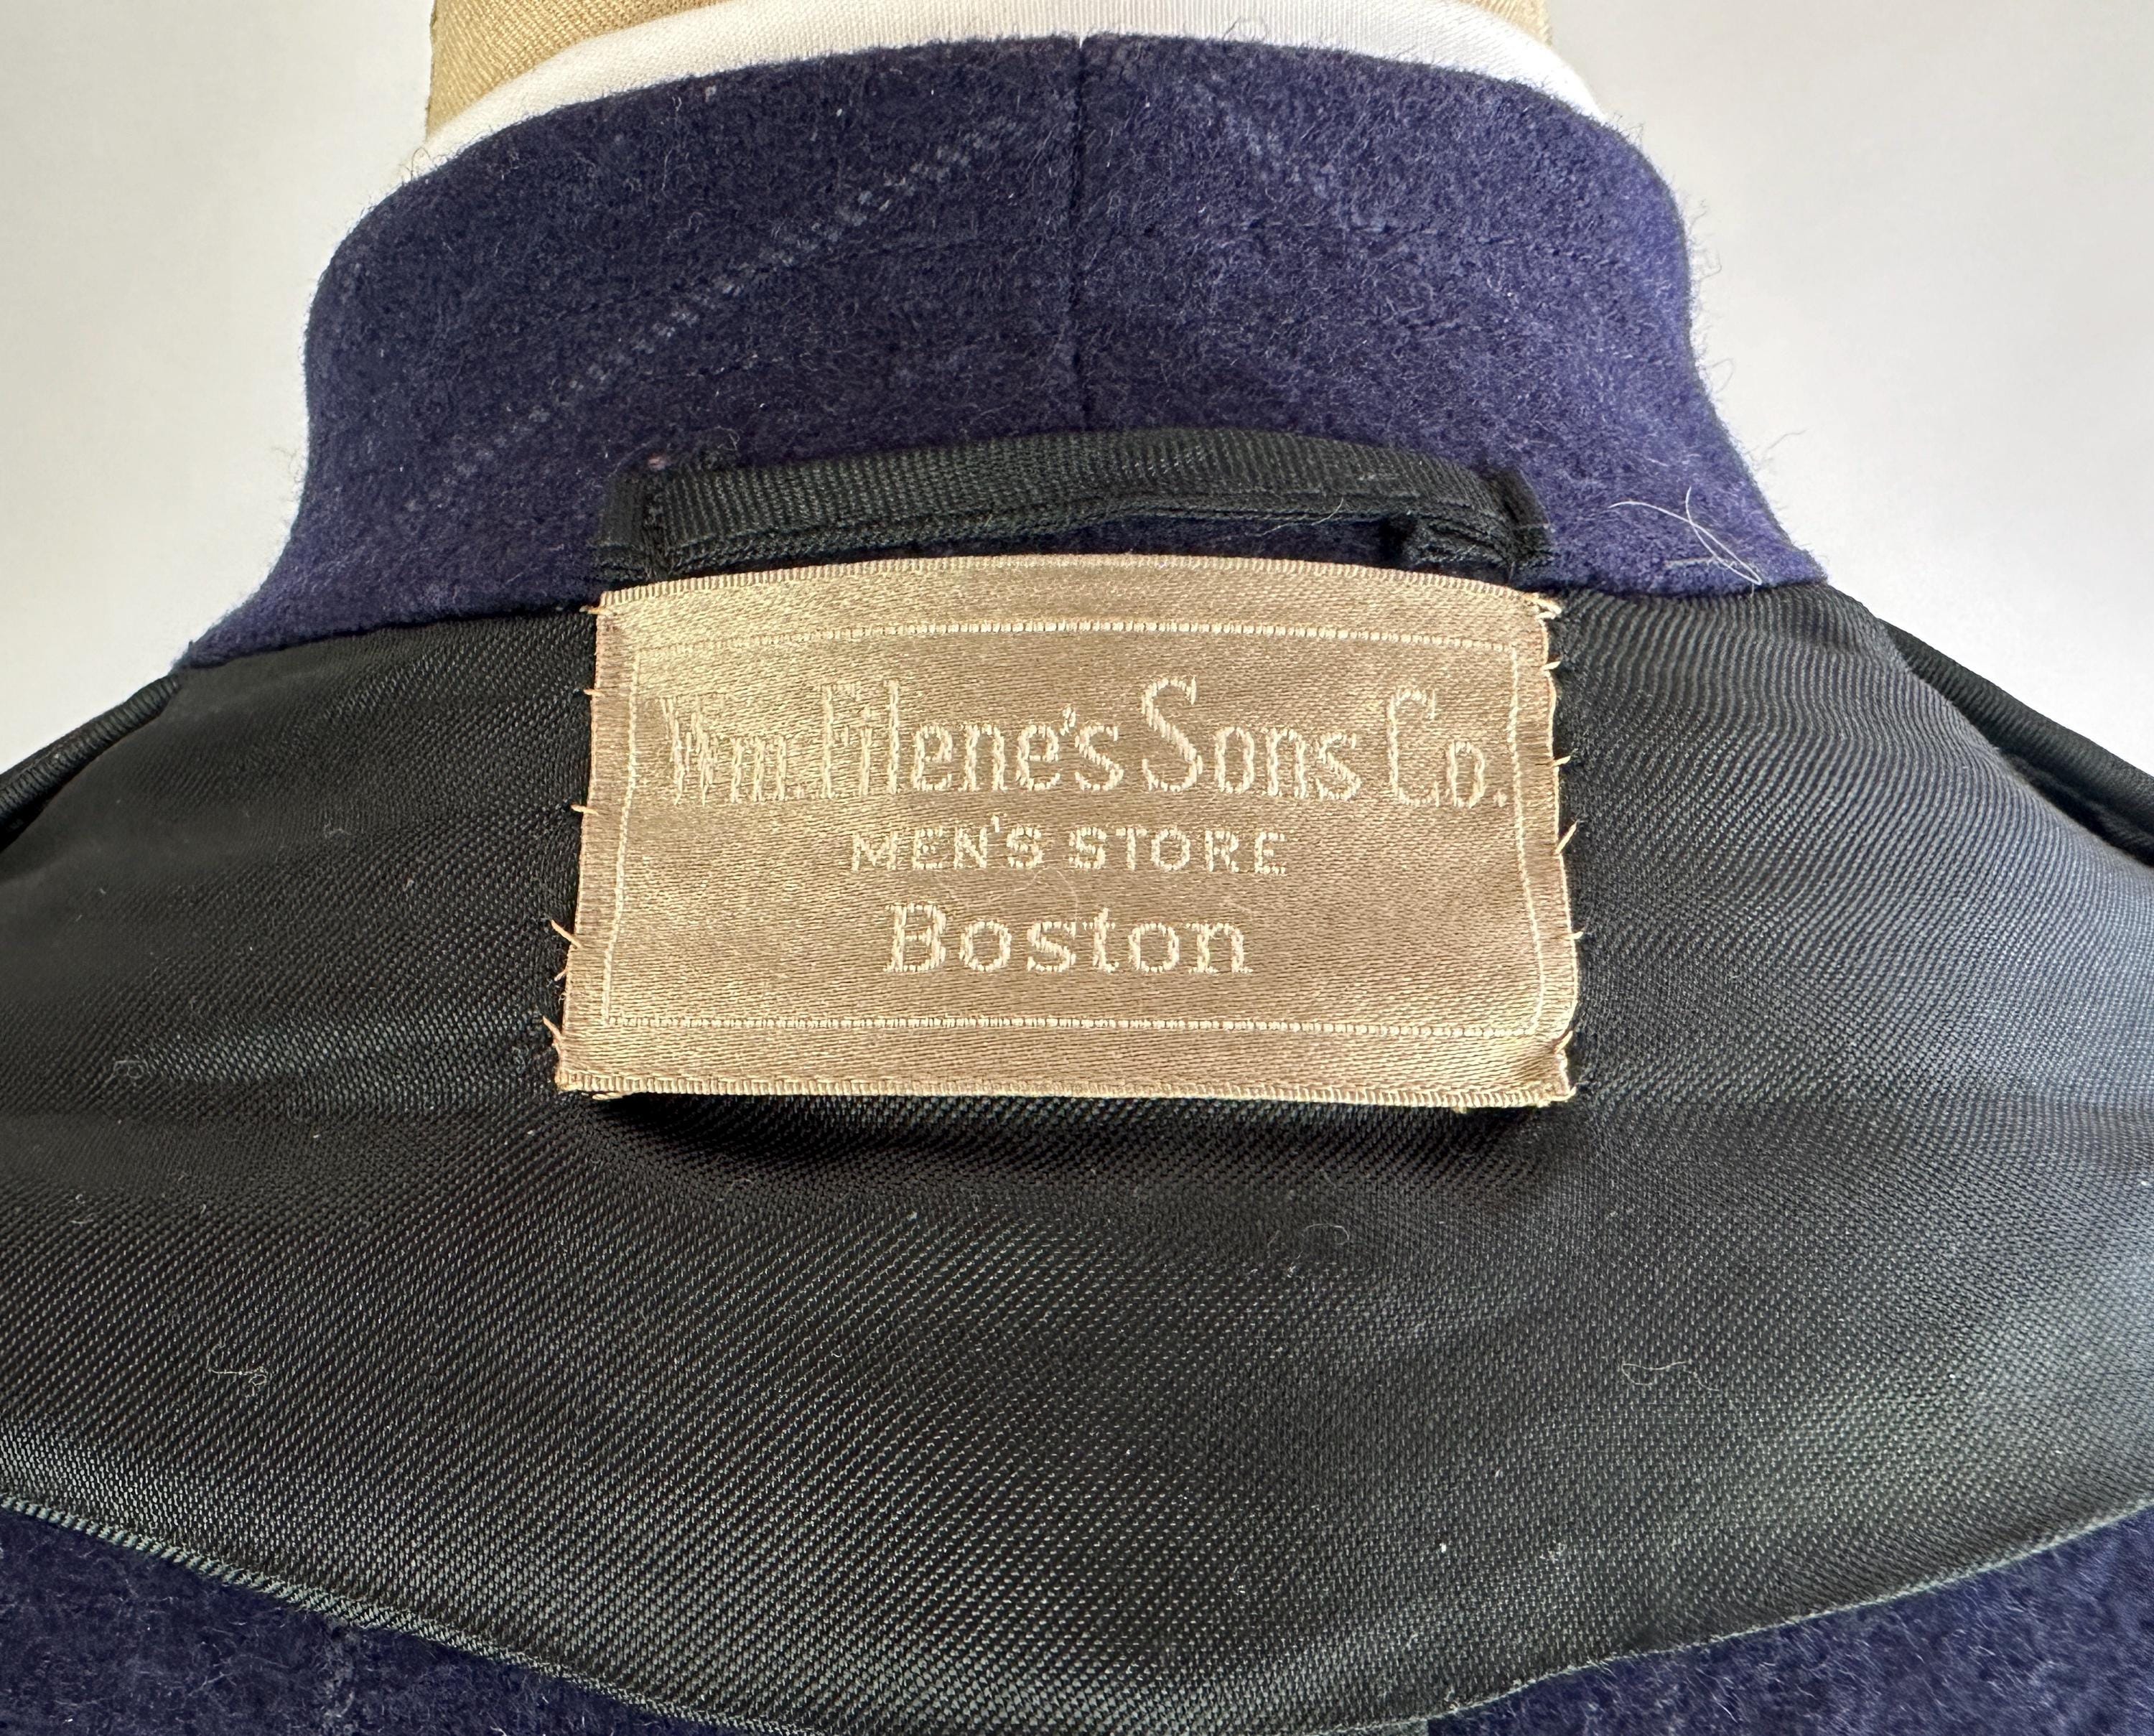 Wm. Filene's Sons Co.
MEN'S STORE
Boston